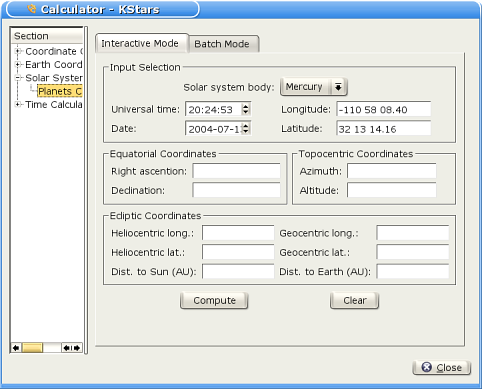 Calculator - KStars
Section
Coordinate C
Earth Coord
Solar System
Planets C
Time Calcula
Interactive Mode
Batch Mode
Input Selection
Solar system body: Mercury
Universal time: 20:24:53
Longitude: -110 58 08.40
Date: 2004-07-1
Latitude: 32 13 14.16
Equatorial Coordinates
Right ascention:
Declination:
Topocentric Coordinates
Azimuth:
Altitude:
Ecliptic Coordinates
Heliocentric long.:
Geocentric long.:
Heliocentric lat.:
Geocentric lat.:
Dist. to Sun (AU):
Dist. to Earth (AU):
Compute
Clear
Close